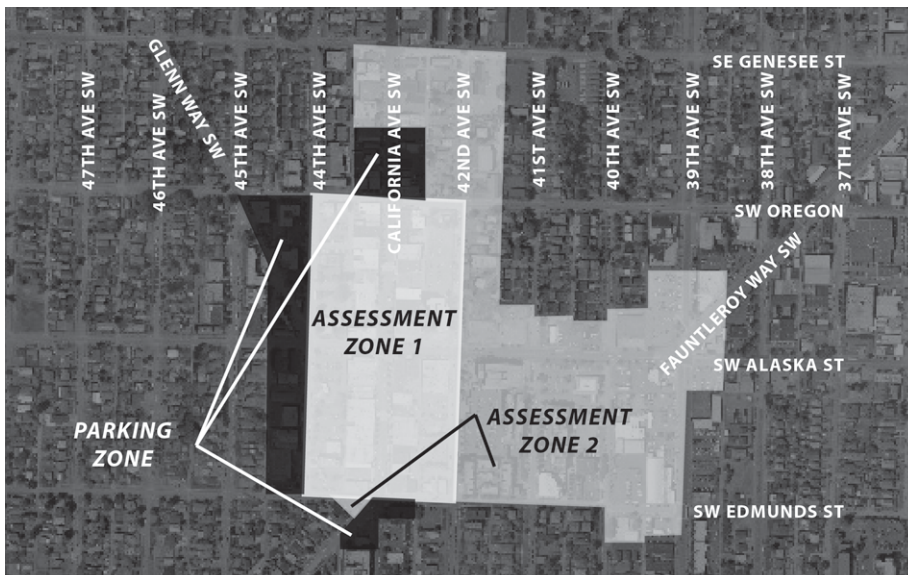 GLENN WAY SW
47TH AVE SW
46TH AVE SW
45TH AVE SW
44TH AVE SW
CALIFORNIA AVE SW
42ND AVE SW
41ST AVE SW
40TH AVE SW
39TH AVE SW
38TH AVE SW
37TH AVE SW
SE GENESEE ST
SW OREGON
FAUNTLEROY WAY SW
ASSESSMENT
ZONE 1
SW ALASKA ST
PARKING
ZONE
ASSESSMENT
ZONE 2
SW EDMUNDS ST